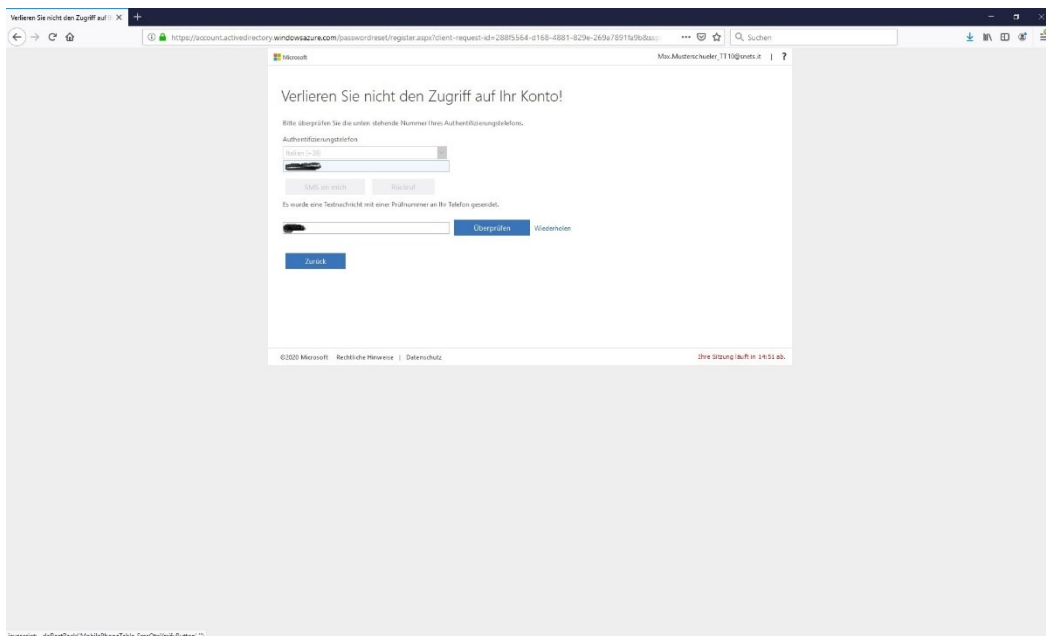 Verlieren Sie nicht den Zugriff auf
https://account.activedirectory.windowsazure.com/passwordreset/register.aspx?client-request-id=288f5564-d168-4881-829e-269a7891fa9b&
Suchen
Microsoft
Max.Musterschueler_TT10@snets.it | ?
Verlieren Sie nicht den Zugriff auf Ihr Konto!
Bitte überprüfen Sie die unten stehende Nummer Ihres Authentifizierungstelefons.
Authentifizierungstelefon
Italien (+39)
SMS an mich
Rückruf
Es wurde eine Textnachricht mit einer Prüfnummer an Ihr Telefon gesendet.
Überprüfen Wiederholen
Zurück
©2020 Microsoft Rechtliche Hinweise | Datenschutz
Ihre Sitzung läuft in 14:51 ab.